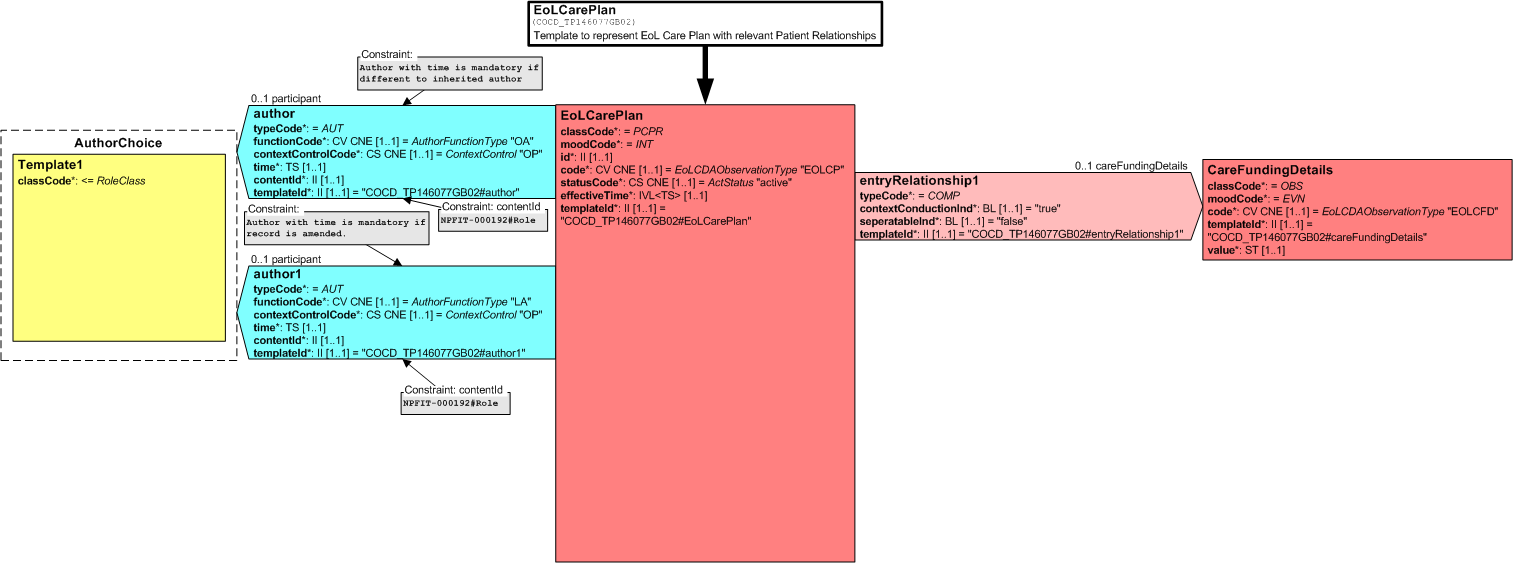 EoLCarePlan
(COCD_TP146077GB02)
Template to represent EoL Care Plan with relevant Patient Relationships
Constraint:
Author with time is mandatory if
different to inherited author
0..1 participant
author
typeCode*: = AUT
functionCode*: CV CNE [1..1] = AuthorFunctionType "OA"
contextControlCode*: CS CNE [1..1] = ContextControl "OP"
time*: TS [1..1]
contentId*: II [1..1]
templateId*: II [1..1] = "COCD_TP146077GB02#author"
AuthorChoice
Template1
classCode*: <= RoleClass
Constraint:
Author with time is mandatory if
record is amended.
Constraint: contentId
NPFIT-000192#Role
0..1 participant
author1
typeCode*: = AUT
functionCode*: CV CNE [1..1] = AuthorFunctionType "LA"
contextControlCode*: CS CNE [1..1] = ContextControl "OP"
time*: TS [1..1]
contentId*: II [1..1]
templateId*: II [1..1] = "COCD_TP146077GB02#author1"
Constraint: contentId
NPFIT-000192#Role
EoLCarePlan
classCode*: = PCPR
moodCode*: = INT
id*: II [1..1]
code*: CV CNE [1..1] = EoLCDAObservationType "EOLCP"
statusCode*: CS CNE [1..1] = ActStatus "active"
effectiveTime*: IVL<TS> [1..1]
templateId*: II [1..1] =
"COCD_TP146077GB02#EoLCarePlan"
entryRelationship1
typeCode*: = COMP
contextConductionInd*: BL [1..1] = "true"
seperatableInd*: BL [1..1] = "false"
templateId*: II [1..1] = "COCD_TP146077GB02#entryRelationship1"
0..1 careFundingDetails
CareFundingDetails
classCode*: = OBS
moodCode*: = EVN
code*: CV CNE [1..1] = EoLCDAObservationType "EOLCFD"
templateId*: II [1..1] =
"COCD_TP146077GB02#careFundingDetails"
value*: ST [1..1]